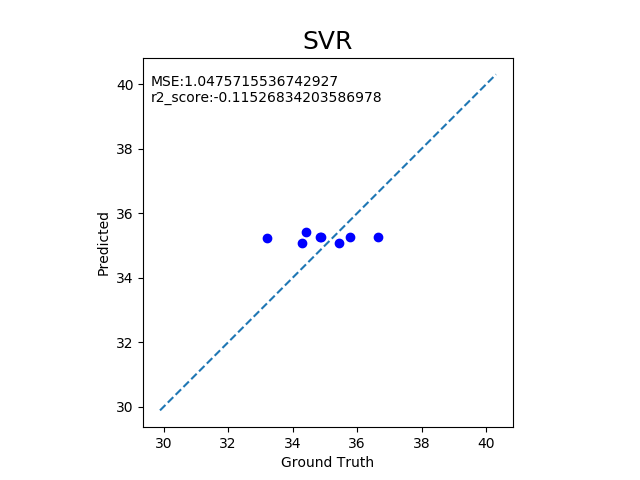 SVR
MSE:1.0475715536742927
r2_score:-0.11526834203586978
40
38
36
34
32
30
Predicted
30 32 34 36 38 40
Ground Truth